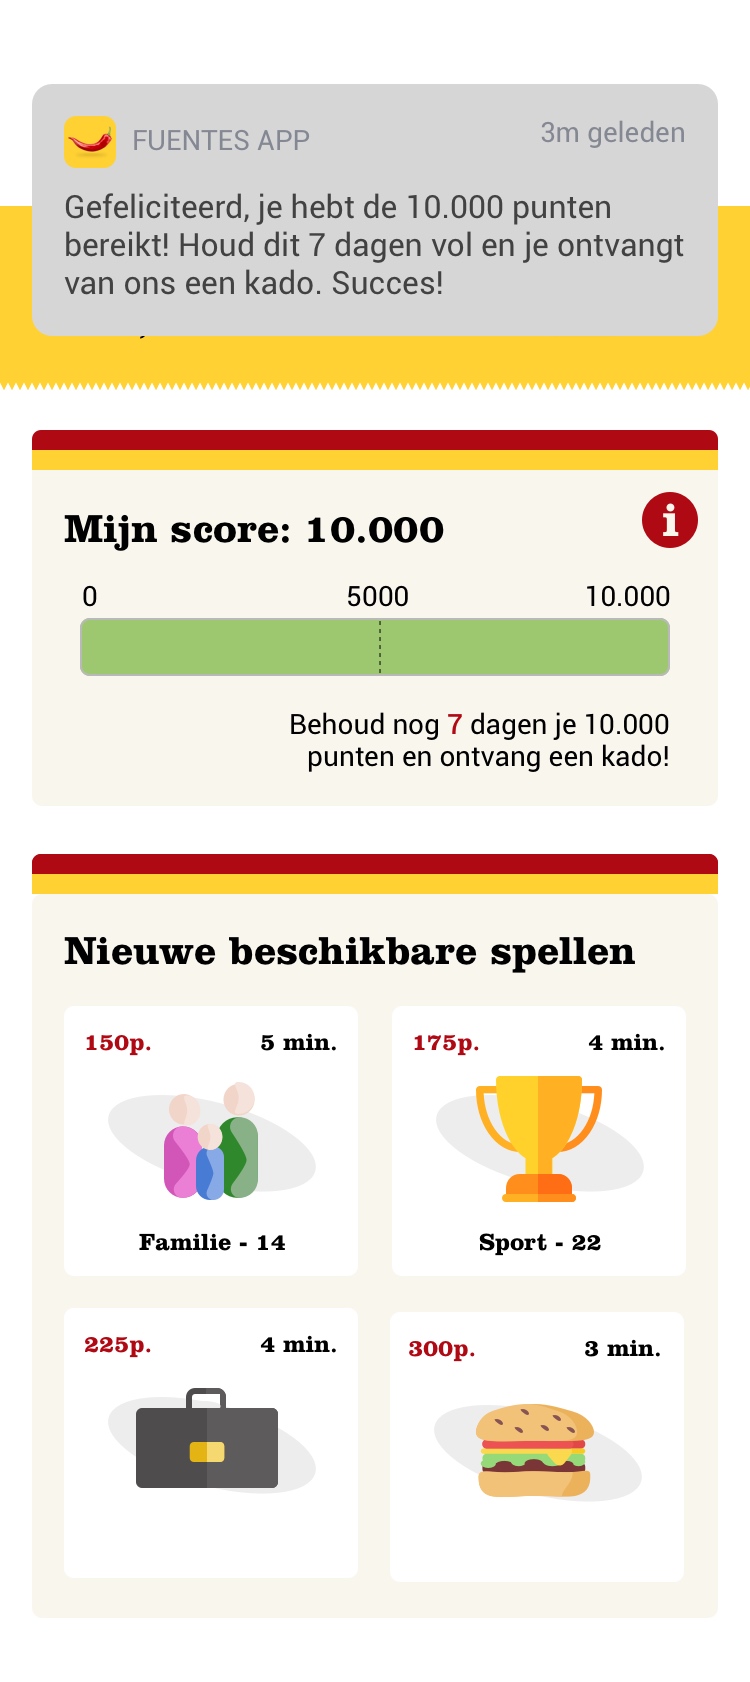 FUENTES APP
3m geleden
Gefeliciteerd, je hebt de 10.000 punten
bereikt! Houd dit 7 dagen vol en je ontvangt
van ons een kado. Succes!
Mijn score: 10.000
i
0 5000 10.000
Behoud nog 7 dagen je 10.000
punten en ontvang een kado!
Nieuwe beschikbare spellen
150p. 5 min.
Familie - 14
175p. 4 min.
Sport - 22
225p. 4 min.
300p. 3 min.